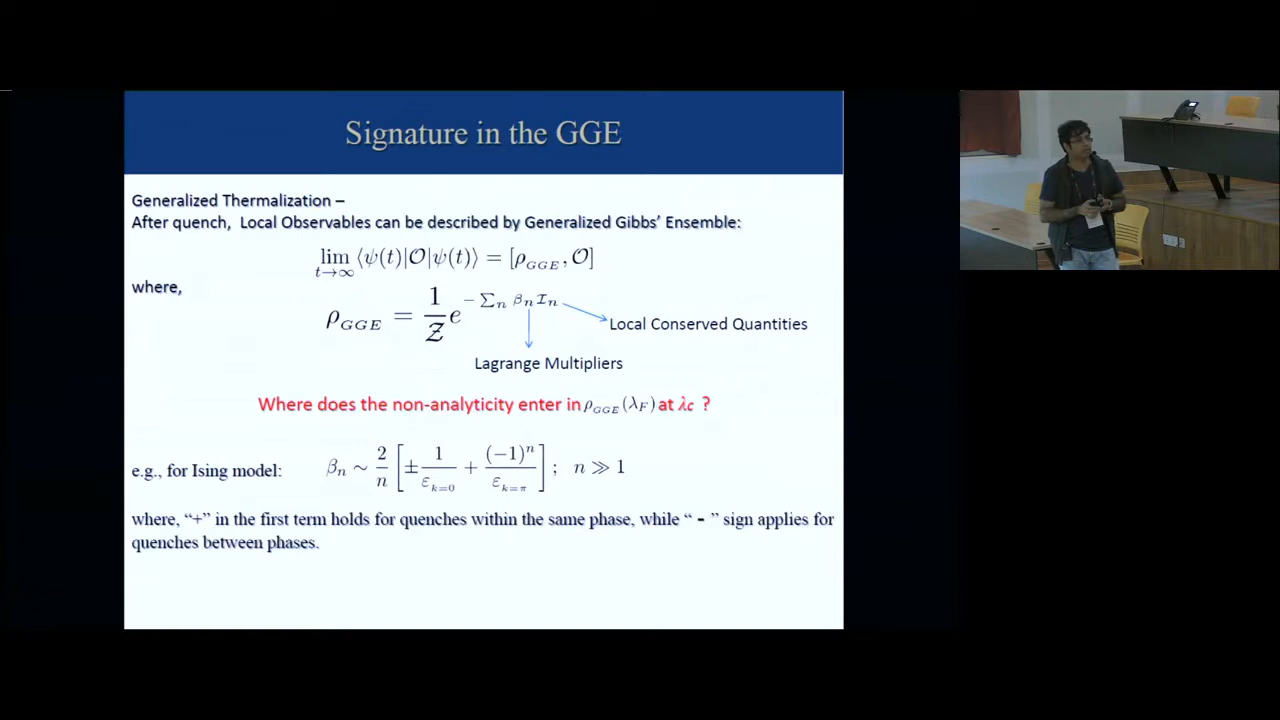 Signature in the GGE
Generalized Thermalization –
After quench, Local Observables can be described by Generalized Gibbs' Ensemble:
lim t→∞ ⟨ψ(t)|𝒪|ψ(t)⟩ = [ρ_GGE, 𝒪]
where,
ρ_GGE = 1/𝒵 e^{− ∑_n β_n ℐ_n}
Local Conserved Quantities
Lagrange Multipliers
Where does the non-analyticity enter in ρ_GGE(λ_F) at λc ?
e.g., for Ising model: β_n ∼ 2/n [± 1/ε_{k=0} + (−1)^n/ε_{k=π}] ; n ≫ 1
where, “+” in the first term holds for quenches within the same phase, while “ - ” sign applies for
quenches between phases.